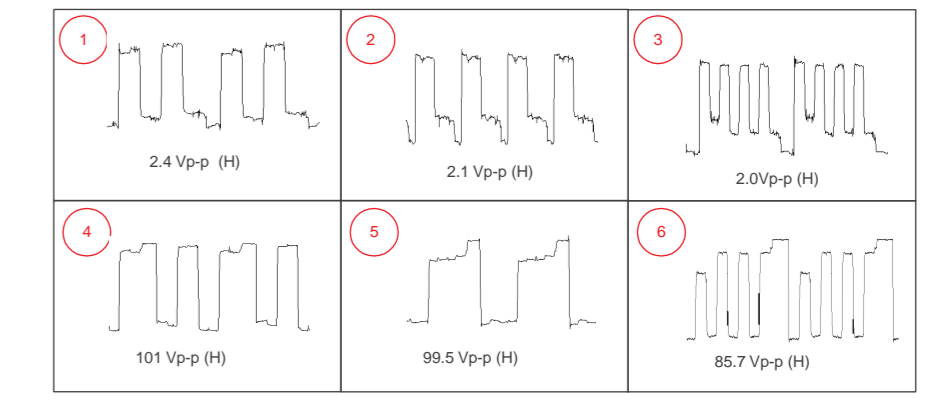 1
2.4 Vp-p (H)
2
2.1 Vp-p (H)
3
2.0Vp-p (H)
4
101 Vp-p (H)
5
99.5 Vp-p (H)
6
85.7 Vp-p (H)